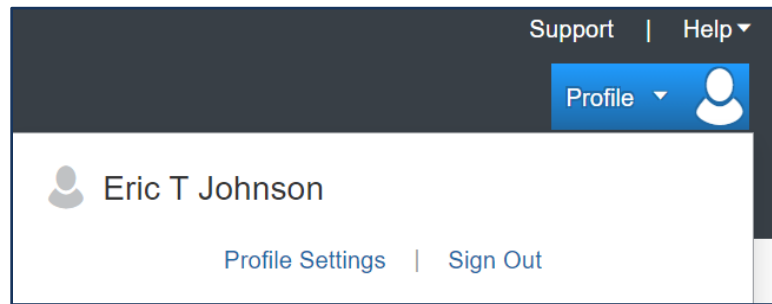 Support | Help
Profile
Eric T Johnson
Profile Settings | Sign Out